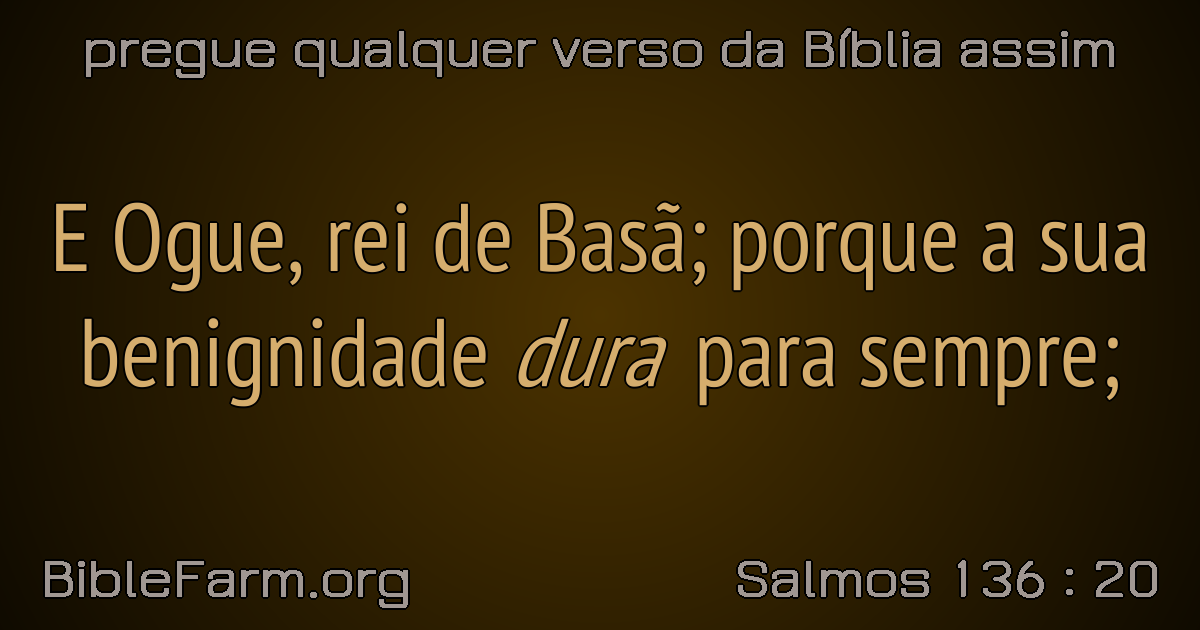 pregue qualquer verso da Bíblia assim
E Ogue, rei de Basã; porque a sua
benignidade dura para sempre;
BibleFarm.org
Salmos 136 : 20